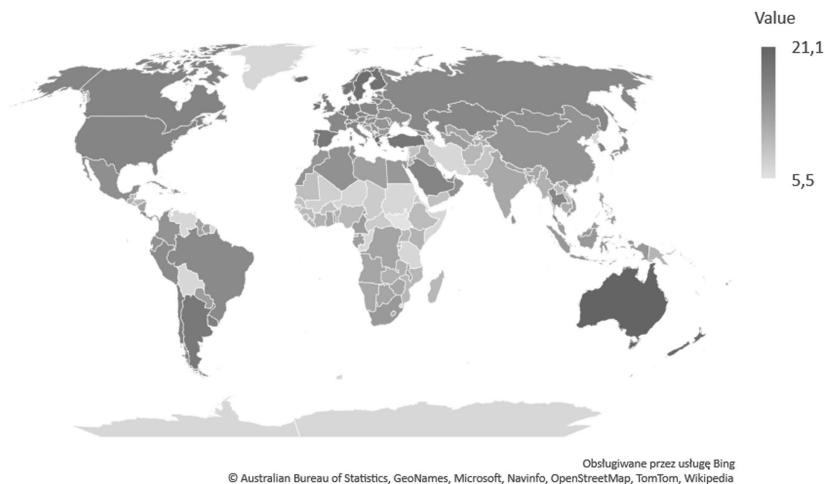 Value
21,1
5,5
Obsługiwane przez usługę Bing
© Australian Bureau of Statistics, GeoNames, Microsoft, Navinfo, OpenStreetMap, TomTom, Wikipedia